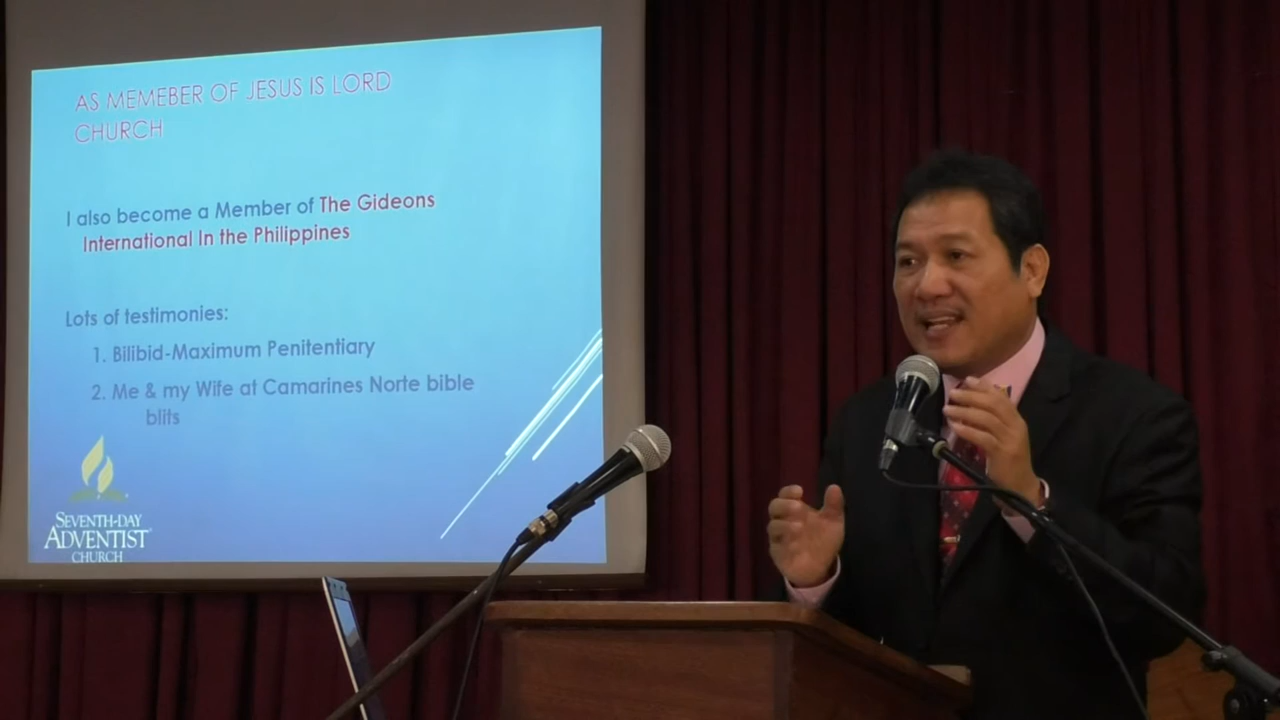 AS MEMEBER OF JESUS IS LORD
CHURCH
I also become a Member of The Gideons
International In the Philippines
Lots of testimonies:
1. Bilibid-Maximum Penitentiary
2. Me & my Wife at Camarines Norte bible
blits
SEVENTH-DAY
ADVENTIST
CHURCH